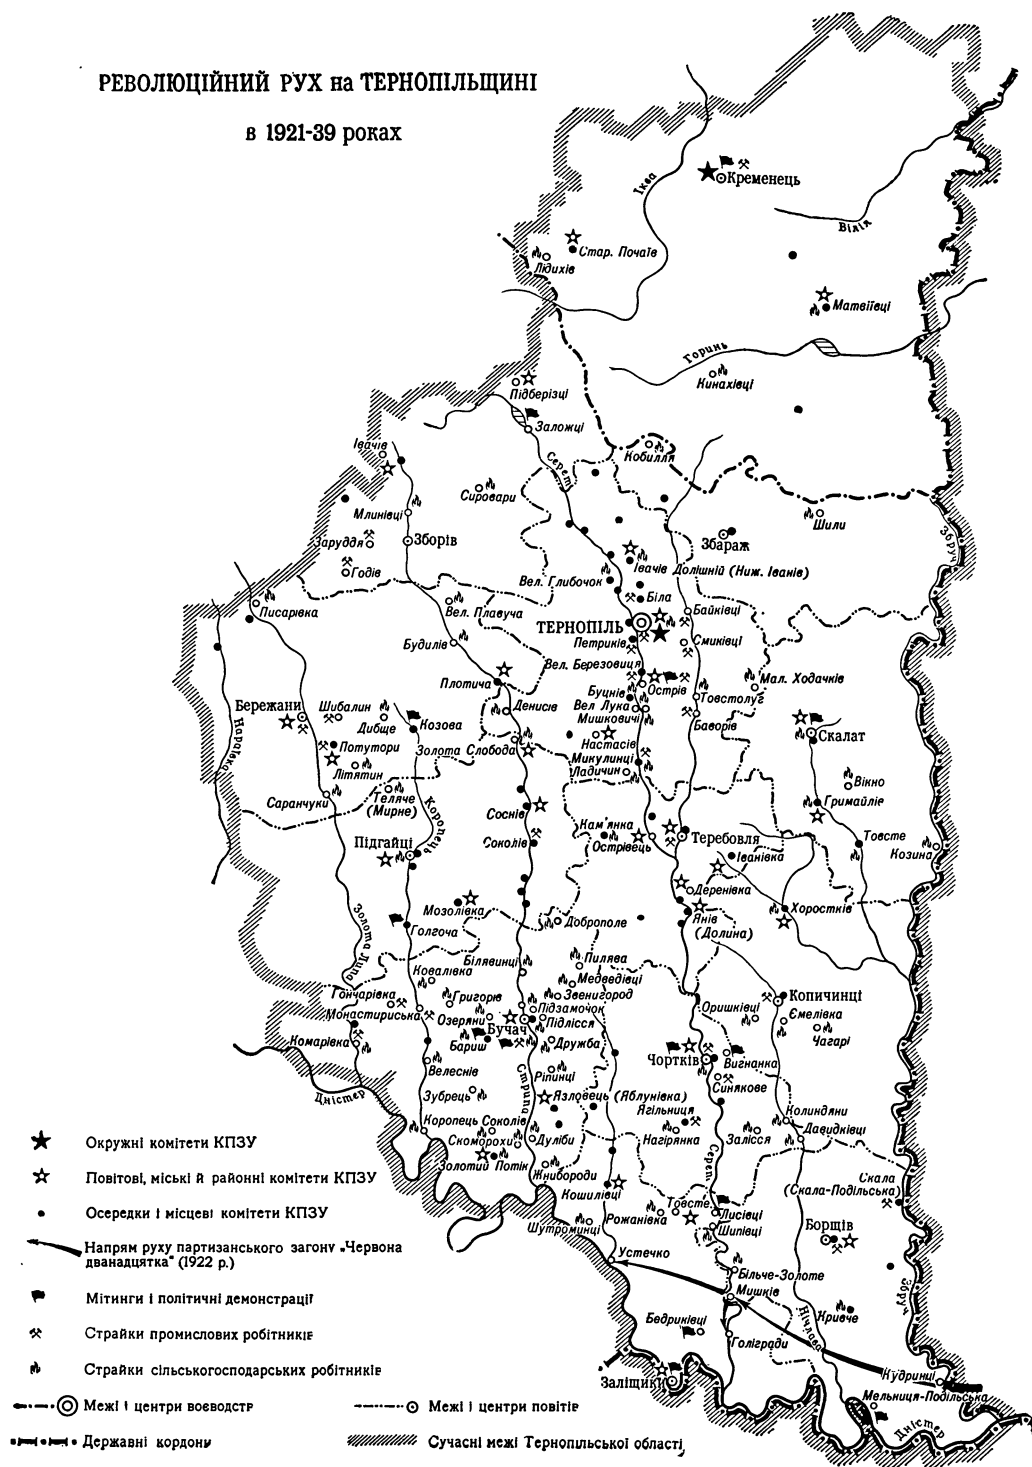 РЕВОЛЮЦІЙНИЙ РУХ на ТЕРНОПІЛЬЩИНІ
в 1921-39 роках
Іква
Кременець
Вілія
Стар. Почаїв
Лідихів
Матвіївці
Горинь
Кинахівці
Підберізці
Заложці
Івачів
Серет
Кобилля
Сировари
Млинівці
Шили
Збруч
Заруддя
Зборів
Збараж
Івачів Долішній (Ниж. Іванів)
Годів
Вел. Глибочок
Біла
Писарівка
Вел. Плавуча
Байківці
ТЕРНОПІЛЬ
Будилів
Петриків
Смиківці
Вел. Березовиця
Плотича
Острів
Мал. Ходачків
Буцнів
Товстолуг
Бережани
Шибалин
Денисів
Вел Лука
Дибще
Козова
Мишковичі
Баворів
Скалат
Нараївка
Потутори
Золота Слобода
Настасів
Микулинці
Літятин
Ладичин
Вікно
Саранчуки
Теляче
(Мирне)
Гримайлів
Коропець
Соснів
Кам'янка
Підгайці
Соколів
Острівець
Теребовля
Товсте
Іванівка
Козина
Деренівка
Мозолівка
Хоростків
Золота Липа
Голгоча
Доброполе
Янів
(Долина)
Білявинці
Пилява
Ковалівка
Медведівці
Гончарівка
Григорів
Звенигород
Копичинці
Монастириська
Підзамочок
Оришківці
Озеряни
Підлісся
Ємелівка
Бучач
Чагарі
Комарівка
Бариш
Дружба
Чортків
Вигнанка
Велеснів
Ріпинці
Синякове
Дністер
Стрипа
Зубрець
Язловець (Яблунівка)
Ягільниця
Коропець
Соколів
Колиндяни
Скоморохи
Дуліби
Нагірянка
Залісся
Давидківці
Золотий Потік
Серет
Жнибороди
Скала
(Скала-Подільська)
Кошилівці
Товсте
Рожанівка
Лисівці
Шутроминці
Шипівці
Борщів
Устечко
Більче-Золоте
Мишків
Збруч
Кривче
Бедриківці
Голігради
Нічлава
Заліщики
Кудринці
Мельниця-Подільська
Дністер
Окружні комітети КПЗУ
Повітові, міські й районні комітети КПЗУ
Осередки і місцеві комітети КПЗУ
Напрям руху партизанського загону „Червона
дванадцятка" (1922 р.)
Мітинги і політичні демонстрації
Страйки промислових робітників
Страйки сільськогосподарських робітників
Межі і центри воєводств
Межі і центри повітів
Державні кордони
Сучасні межі Тернопільської області